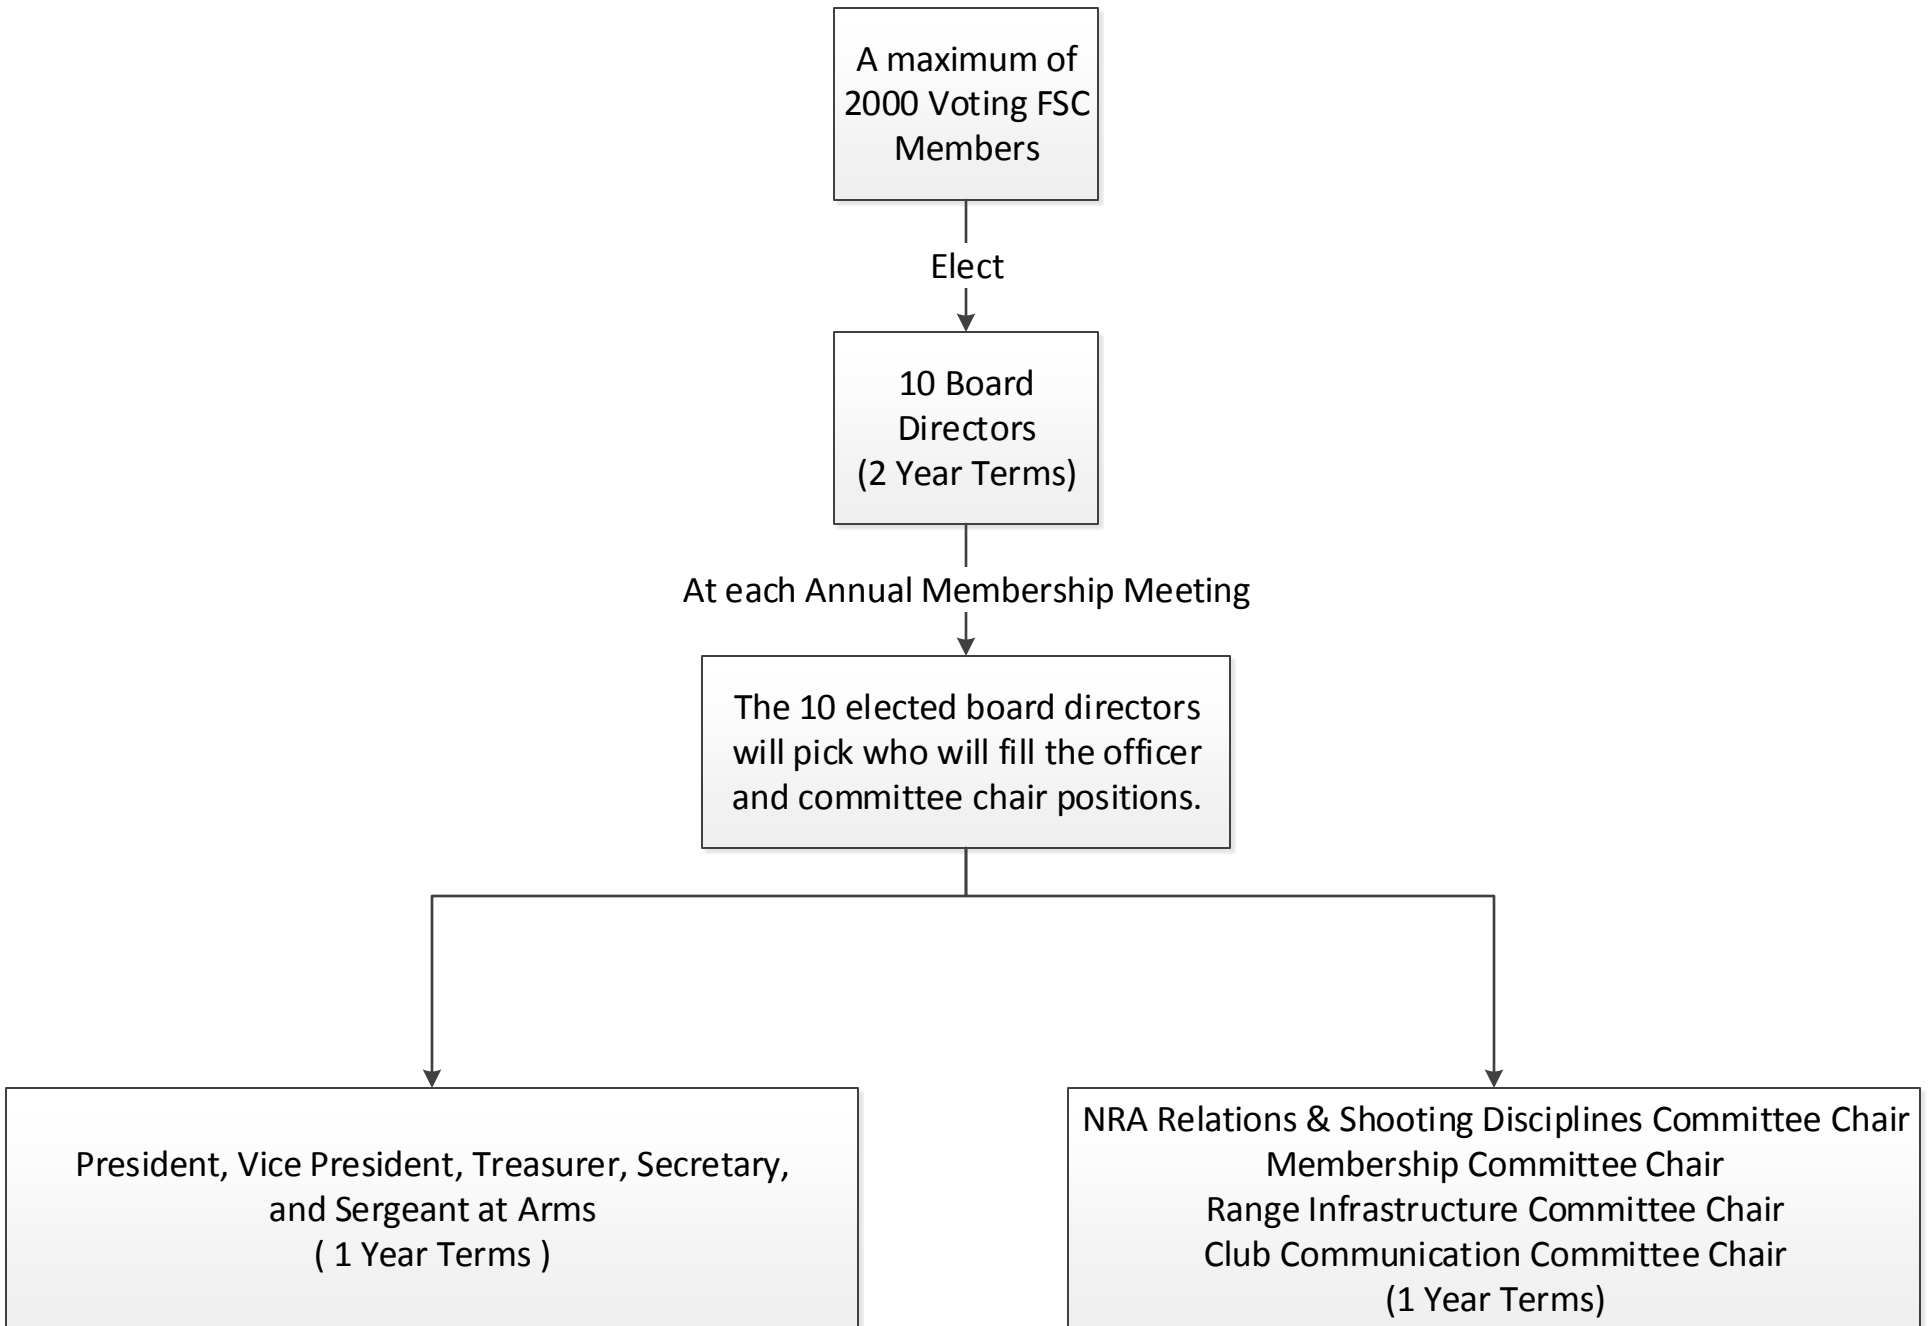 A maximum of
2000 Voting FSC
Members
Elect
10 Board
Directors
(2 Year Terms)
At each Annual Membership Meeting
The 10 elected board directors
will pick who will fill the officer
and committee chair positions.
President, Vice President, Treasurer, Secretary,
and Sergeant at Arms
( 1 Year Terms )
NRA Relations & Shooting Disciplines Committee Chair
Membership Committee Chair
Range Infrastructure Committee Chair
Club Communication Committee Chair
(1 Year Terms)